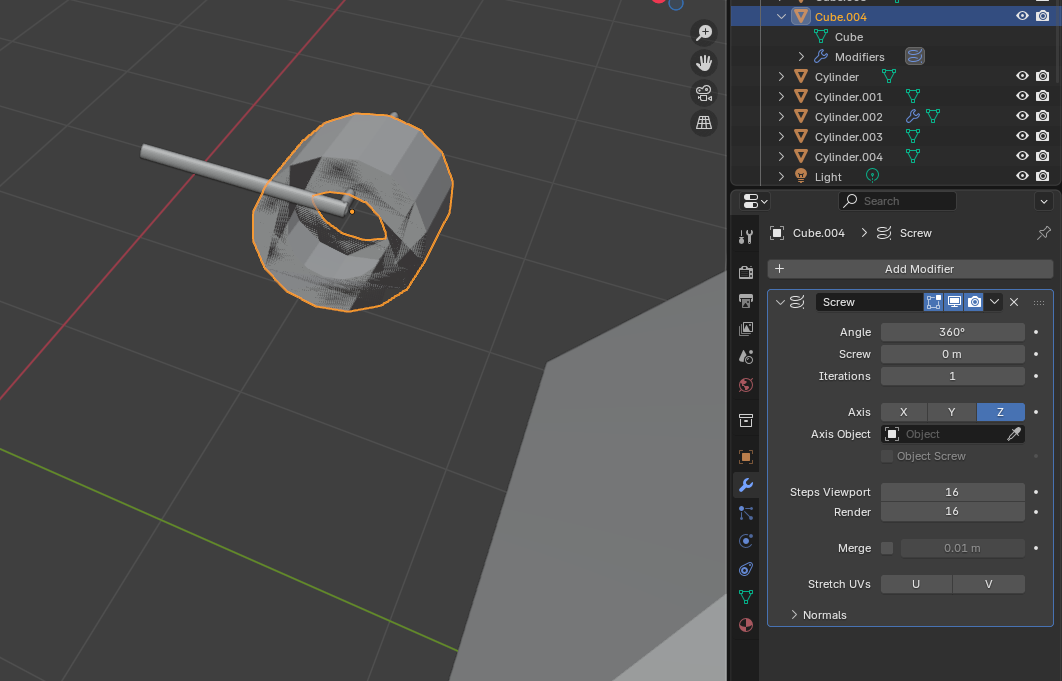 Cube.004
Cube
Modifiers
Cylinder
Cylinder.001
Cylinder.002
Cylinder.003
Cylinder.004
Light
Search
Cube.004 > Screw
+ Add Modifier
Screw
Angle 360°
Screw 0 m
Iterations 1
Axis X Y Z
Axis Object Object
Object Screw
Steps Viewport 16
Render 16
Merge 0.01 m
Stretch UVs U V
Normals